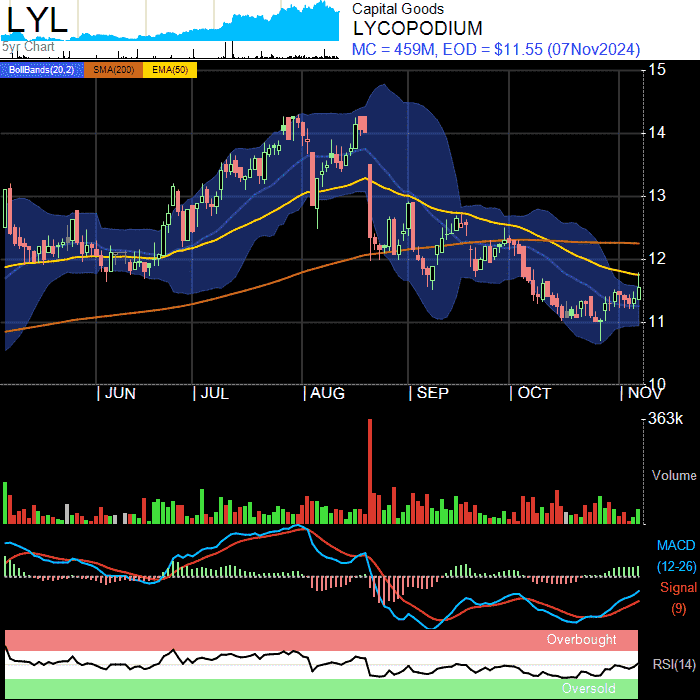 LYL
5yr Chart
Capital Goods
LYCOPODIUM
MC = 459M, EOD = $11.55 (07Nov2024)
BollBands(20,2) SMA(200) EMA(50)
15
14
13
12
11
10
JUN JUL AUG SEP OCT NOV
363k
Volume
MACD
(12-26)
Signal
(9)
Overbought
RSI(14)
Oversold